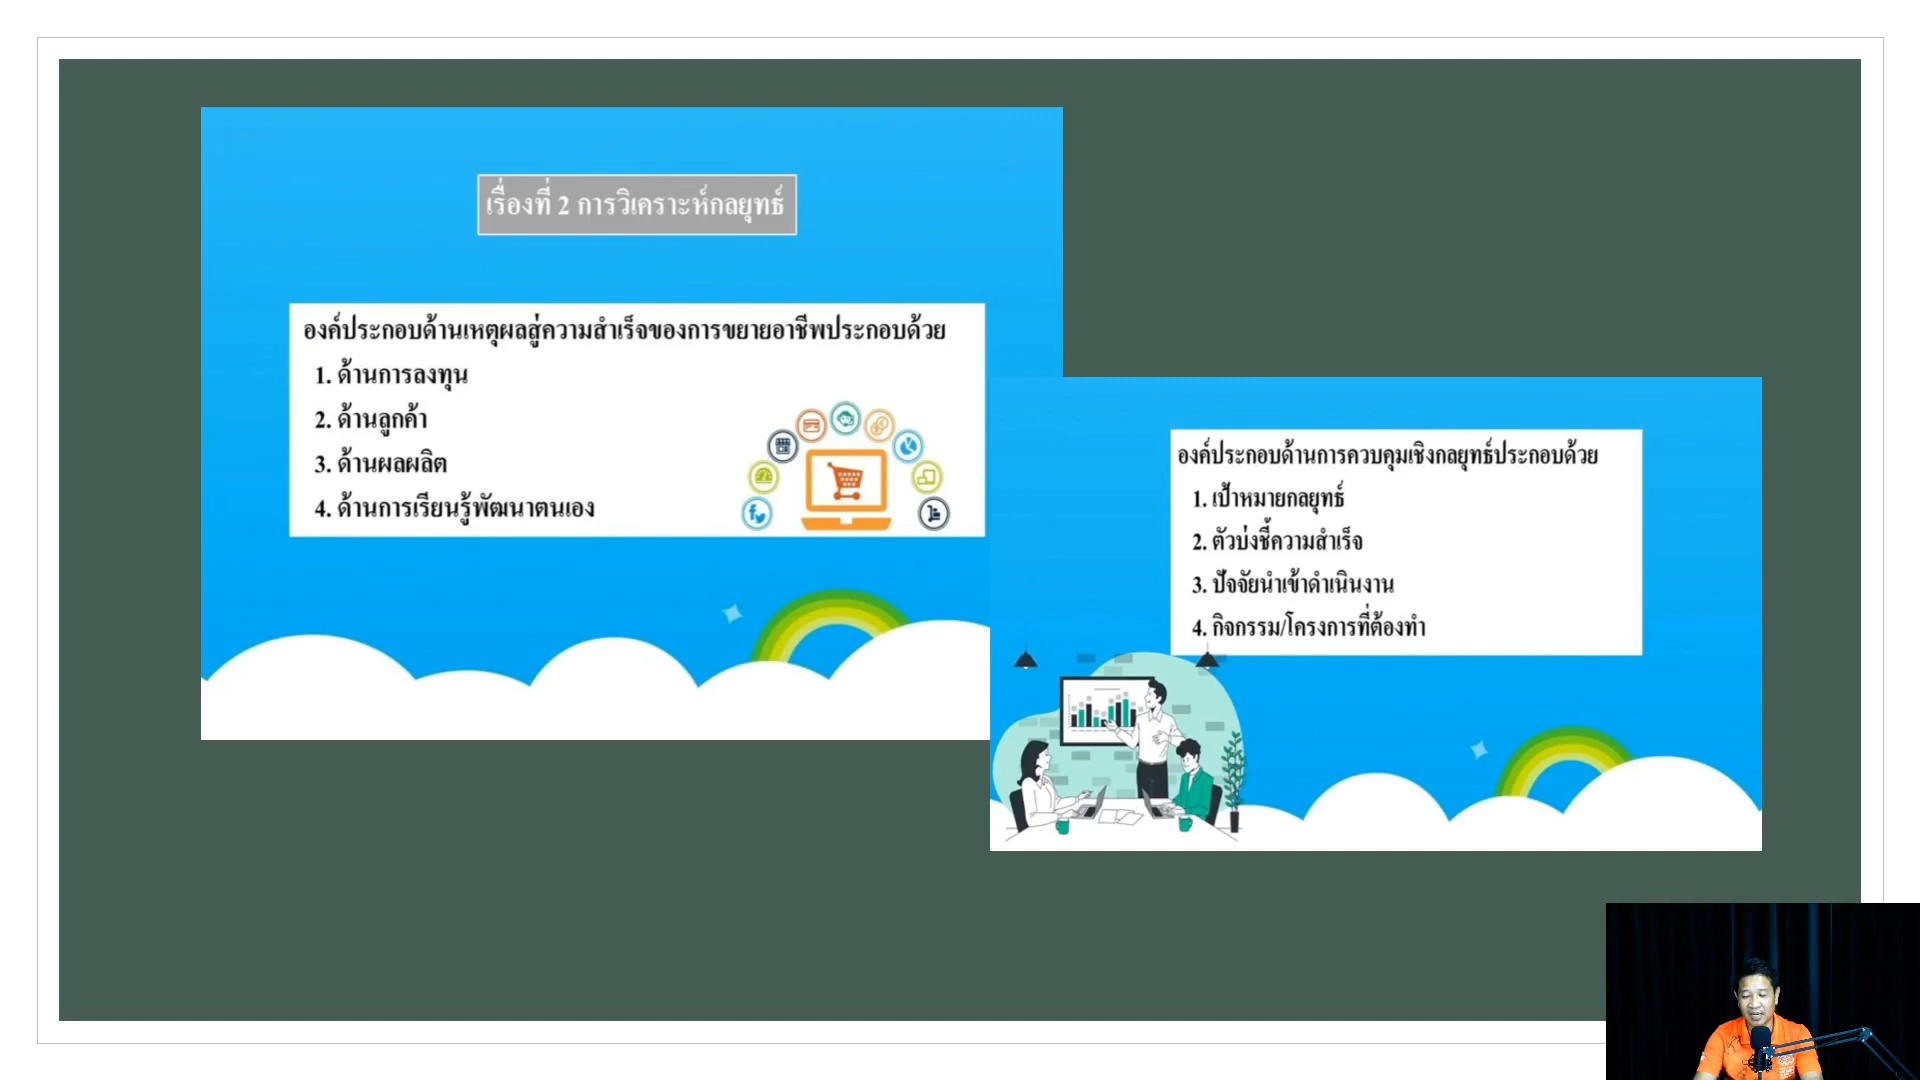 เรื่องที่ 2 การวิเคราะห์กลยุทธ์
องค์ประกอบด้านเหตุผลสู่ความสำเร็จของการขยายอาชีพประกอบด้วย
1. ด้านการลงทุน
2. ด้านลูกค้า
3. ด้านผลผลิต
4. ด้านการเรียนรู้พัฒนาตนเอง
องค์ประกอบด้านการควบคุมเชิงกลยุทธ์ประกอบด้วย
1. เป้าหมายกลยุทธ์
2. ตัวบ่งชี้ความสำเร็จ
3. ปัจจัยนำเข้าดำเนินงาน
4. กิจกรรม/โครงการที่ต้องทำ